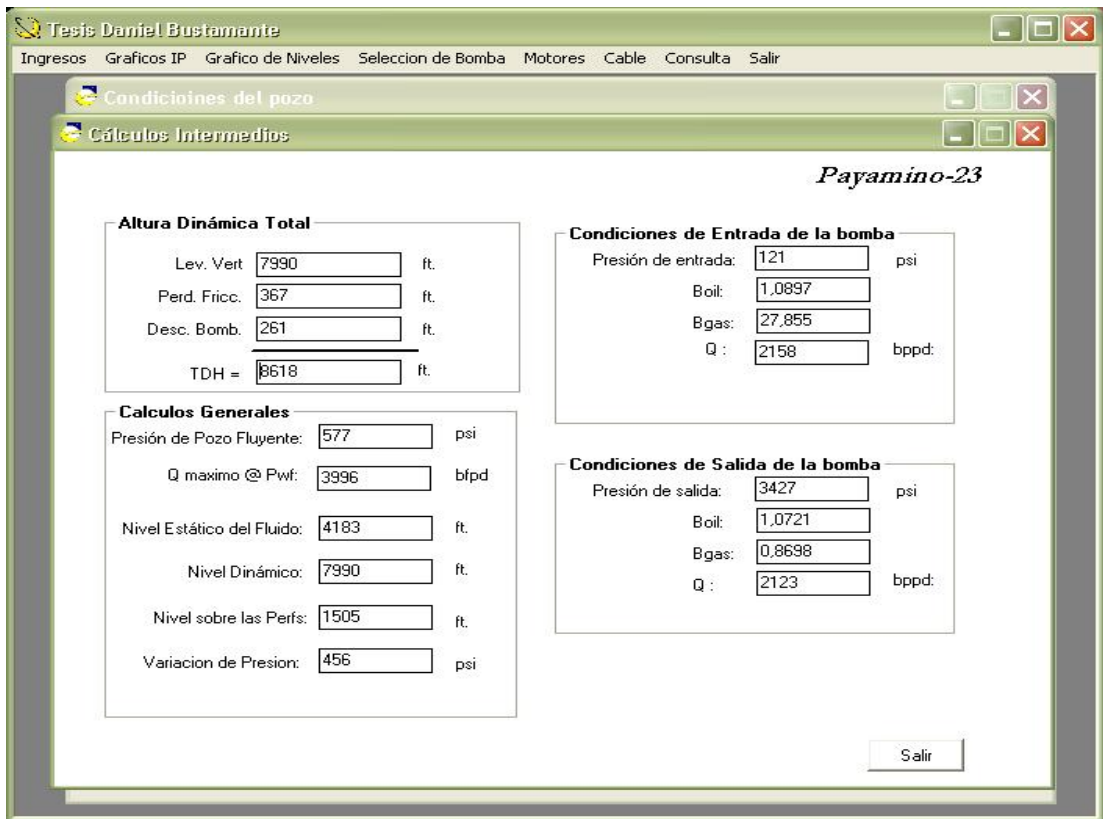 Tesis Daniel Bustamante
Ingresos Graficos IP Grafico de Niveles Seleccion de Bomba Motores Cable Consulta Salir
Condicioines del pozo
Cálculos Intermedios
Payamino-23
Altura Dinámica Total
Lev. Vert 7990 ft.
Perd. Fricc. 367 ft.
Desc. Bomb. 261 ft.
TDH = 8618 ft.
Calculos Generales
Presión de Pozo Fluyente: 577 psi
Q maximo @ Pwf: 3996 bfpd
Nivel Estático del Fluido: 4183 ft.
Nivel Dinámico: 7990 ft.
Nivel sobre las Perfs: 1505 ft.
Variacion de Presion: 456 psi
Condiciones de Entrada de la bomba
Presión de entrada: 121 psi
Boil: 1,0897
Bgas: 27,855
Q : 2158 bppd:
Condiciones de Salida de la bomba
Presión de salida: 3427 psi
Boil: 1,0721
Bgas: 0,8698
Q : 2123 bppd:
Salir